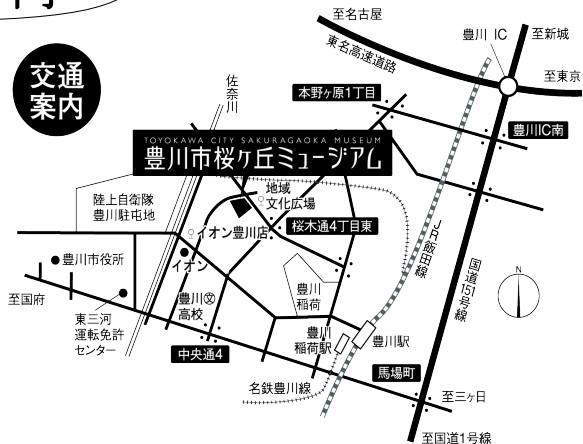 交通
案内
至名古屋
豊川 IC
至新城
東名高速道路
至東京
佐奈川
本野ヶ原1丁目
豊川IC南
TOYOKAWA CITY SAKURAGAOKA MUSEUM
豊川市桜ヶ丘ミュージアム
陸上自衛隊
豊川駐屯地
地域
文化広場
桜木通4丁目東
イオン豊川店
JR飯田線
国道151号線
N
豊川市役所
イオン
豊川
稲荷
至国府
豊川㊛
高校
東三河
運転免許
センター
中央通4
豊川
稲荷駅
豊川駅
馬場町
名鉄豊川線
至三ヶ日
至国道1号線